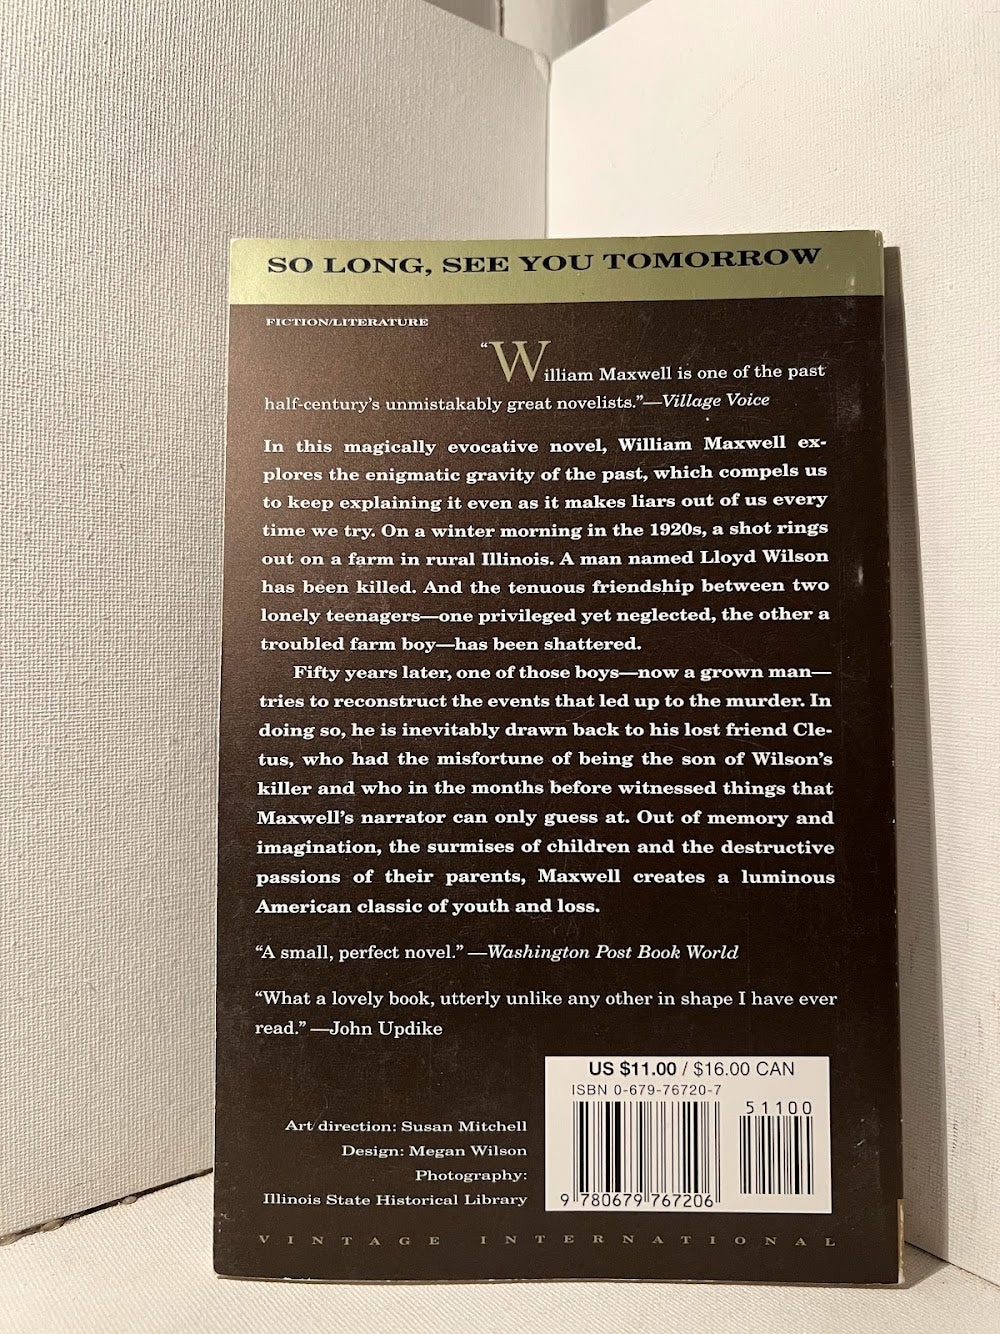 SO LONG, SEE YOU TOMORROW
FICTION/LITERATURE
“William Maxwell is one of the past
half-century’s unmistakably great novelists.”—Village Voice
In this magically evocative novel, William Maxwell ex-
plores the enigmatic gravity of the past, which compels us
to keep explaining it even as it makes liars out of us every
time we try. On a winter morning in the 1920s, a shot rings
out on a farm in rural Illinois. A man named Lloyd Wilson
has been killed. And the tenuous friendship between two
lonely teenagers—one privileged yet neglected, the other a
troubled farm boy—has been shattered.
Fifty years later, one of those boys—now a grown man—
tries to reconstruct the events that led up to the murder. In
doing so, he is inevitably drawn back to his lost friend Cle-
tus, who had the misfortune of being the son of Wilson’s
killer and who in the months before witnessed things that
Maxwell’s narrator can only guess at. Out of memory and
imagination, the surmises of children and the destructive
passions of their parents, Maxwell creates a luminous
American classic of youth and loss.
“A small, perfect novel.” —Washington Post Book World
“What a lovely book, utterly unlike any other in shape I have ever
read.” —John Updike
US $11.00 / $16.00 CAN
ISBN 0-679-76720-7
51100
9 780679 767206
Art direction: Susan Mitchell
Design: Megan Wilson
Photography:
Illinois State Historical Library
VINTAGE INTERNATIONAL